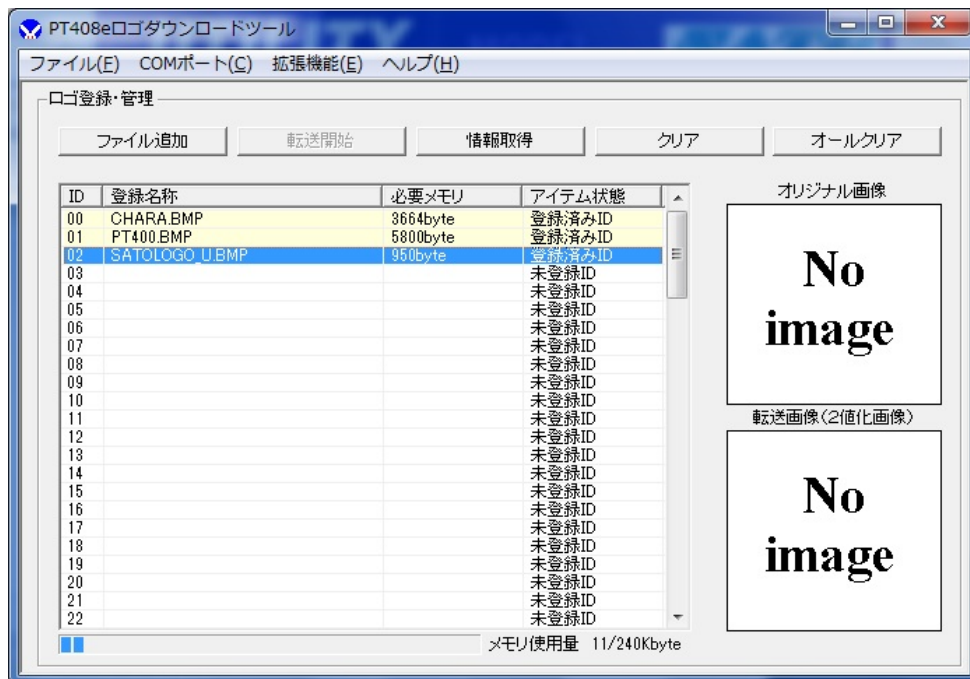 PT408eロゴダウンロードツール
ファイル(F) COMポート(C) 拡張機能(E) ヘルプ(H)
ロゴ登録・管理
ファイル追加 転送開始 情報取得 クリア オールクリア
ID 登録名称 必要メモリ アイテム状態
00 CHARA.BMP 3664byte 登録済みID
01 PT400.BMP 5800byte 登録済みID
02 SATOLOGO_U.BMP 950byte 登録済みID
03 未登録ID
04 未登録ID
05 未登録ID
06 未登録ID
07 未登録ID
08 未登録ID
09 未登録ID
10 未登録ID
11 未登録ID
12 未登録ID
13 未登録ID
14 未登録ID
15 未登録ID
16 未登録ID
17 未登録ID
18 未登録ID
19 未登録ID
20 未登録ID
21 未登録ID
22 未登録ID
メモリ使用量 11/240Kbyte
オリジナル画像
No
image
転送画像(2値化画像)
No
image